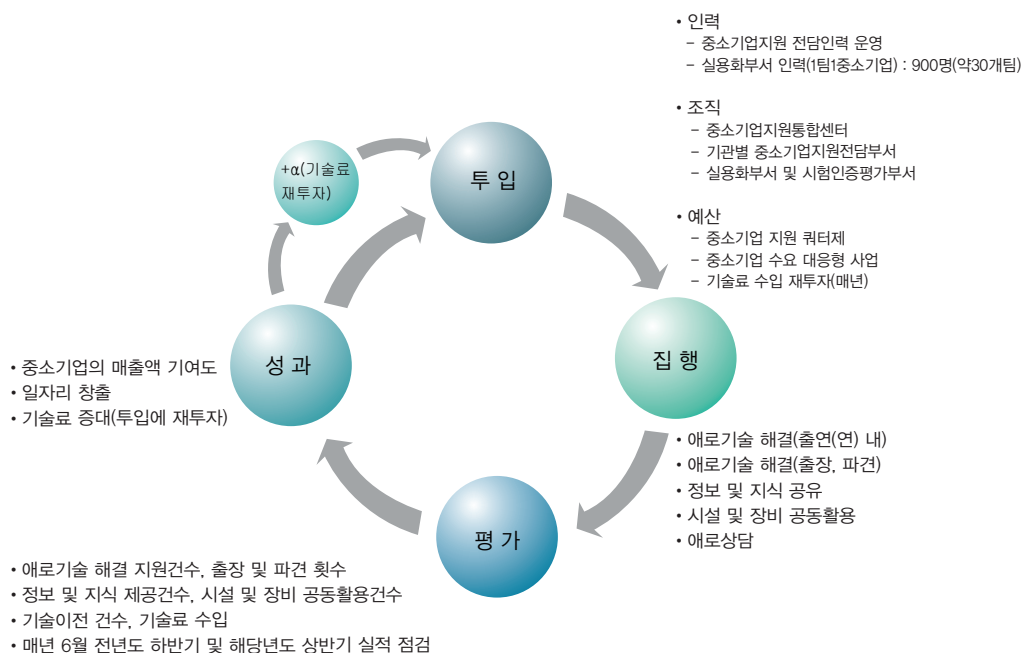 • 인력
- 중소기업지원 전담인력 운영
- 실용화부서 인력(1팀1중소기업) : 900명(약30개팀)
• 조직
- 중소기업지원통합센터
- 기관별 중소기업지원전담부서
- 실용화부서 및 시험인증평가부서
• 예산
- 중소기업 지원 쿼터제
- 중소기업 수요 대응형 사업
- 기술료 수입 재투자(매년)
+α(기술료
재투자)
투 입
집 행
• 애로기술 해결(출연(연) 내)
• 애로기술 해결(출장, 파견)
• 정보 및 지식 공유
• 시설 및 장비 공동활용
• 애로상담
평 가
• 애로기술 해결 지원건수, 출장 및 파견 횟수
• 정보 및 지식 제공건수, 시설 및 장비 공동활용건수
• 기술이전 건수, 기술료 수입
• 매년 6월 전년도 하반기 및 해당년도 상반기 실적 점검
성 과
• 중소기업의 매출액 기여도
• 일자리 창출
• 기술료 증대(투입에 재투자)